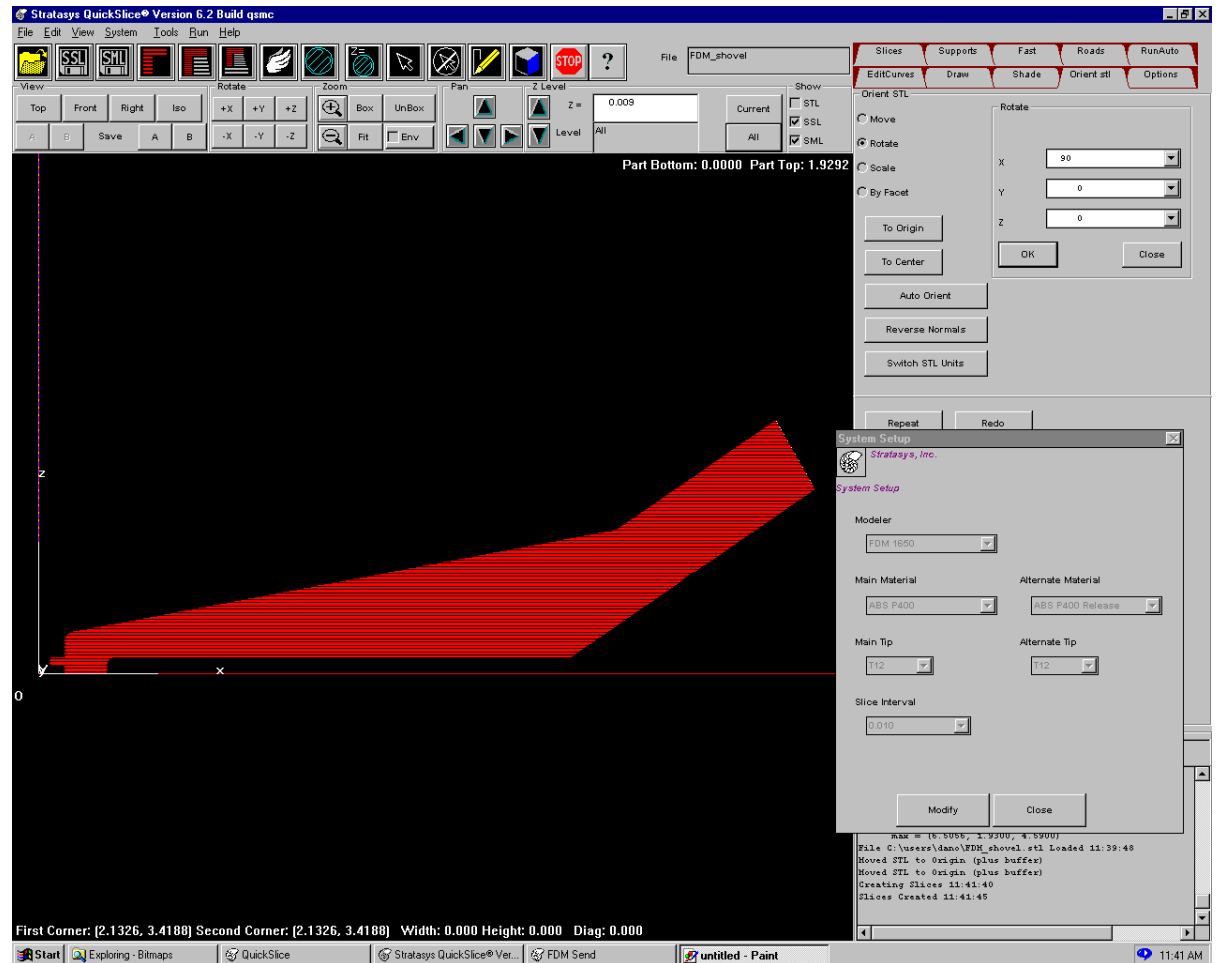 Stratasys QuickSlice® Version 6.2 Build qsmc
File Edit View System Tools Run Help
SSL SML Z= STOP ? File FDM_shovel
View Rotate Zoom Pan Z Level Show
Top Front Right Iso +X +Y +Z Box UnBox Z = 0.009 Current STL
SSL
A B Save A B -X -Y -Z Fit Env Level All All SML
Slices Supports Fast Roads RunAuto
EditCurves Draw Shade Orient stl Options
Orient STL
Move
Rotate
Scale
By Facet
Rotate
X 90
Y 0
Z 0
OK Close
To Origin
To Center
Auto Orient
Reverse Normals
Switch STL Units
Repeat Redo
Part Bottom: 0.0000 Part Top: 1.9292
z
y x
0
System Setup
Stratasys, Inc.
System Setup
Modeler
FDM 1650
Main Material Alternate Material
ABS P400 ABS P400 Release
Main Tip Alternate Tip
T12 T12
Slice Interval
0.010
Modify Close
max = (6.5056, 1.9300, 4.5900)
File C:\users\dano\FDM_shovel.stl Loaded 11:39:48
Moved STL to Origin (plus buffer)
Moved STL to Origin (plus buffer)
Creating Slices 11:41:40
Slices Created 11:41:45
First Corner: (2.1326, 3.4188) Second Corner: (2.1326, 3.4188) Width: 0.000 Height: 0.000 Diag: 0.000
Start Exploring - Bitmaps QuickSlice Stratasys QuickSlice® Ver... FDM Send untitled - Paint 11:41 AM